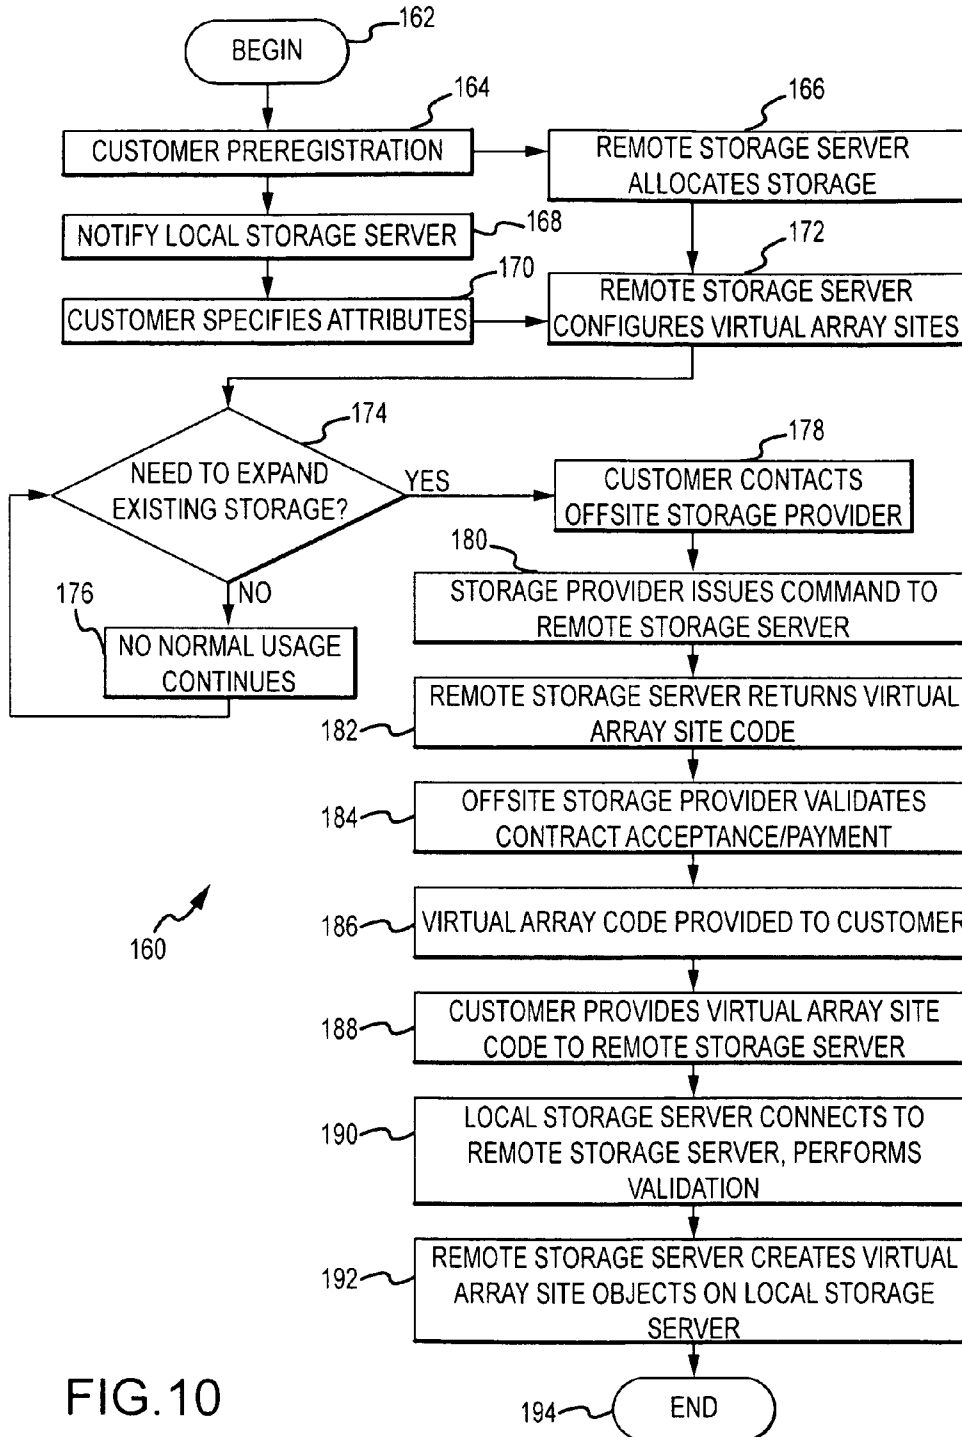 BEGIN
162
164
166
CUSTOMER PREREGISTRATION
REMOTE STORAGE SERVER
ALLOCATES STORAGE
NOTIFY LOCAL STORAGE SERVER
168
172
170
CUSTOMER SPECIFIES ATTRIBUTES
REMOTE STORAGE SERVER
CONFIGURES VIRTUAL ARRAY SITES
174
NEED TO EXPAND
EXISTING STORAGE?
YES
178
CUSTOMER CONTACTS
OFFSITE STORAGE PROVIDER
NO
176
NO NORMAL USAGE
CONTINUES
180
STORAGE PROVIDER ISSUES COMMAND TO
REMOTE STORAGE SERVER
182
REMOTE STORAGE SERVER RETURNS VIRTUAL
ARRAY SITE CODE
184
OFFSITE STORAGE PROVIDER VALIDATES
CONTRACT ACCEPTANCE/PAYMENT
160
186
VIRTUAL ARRAY CODE PROVIDED TO CUSTOMER
188
CUSTOMER PROVIDES VIRTUAL ARRAY SITE
CODE TO REMOTE STORAGE SERVER
190
LOCAL STORAGE SERVER CONNECTS TO
REMOTE STORAGE SERVER, PERFORMS
VALIDATION
192
REMOTE STORAGE SERVER CREATES VIRTUAL
ARRAY SITE OBJECTS ON LOCAL STORAGE
SERVER
FIG.10
194
END